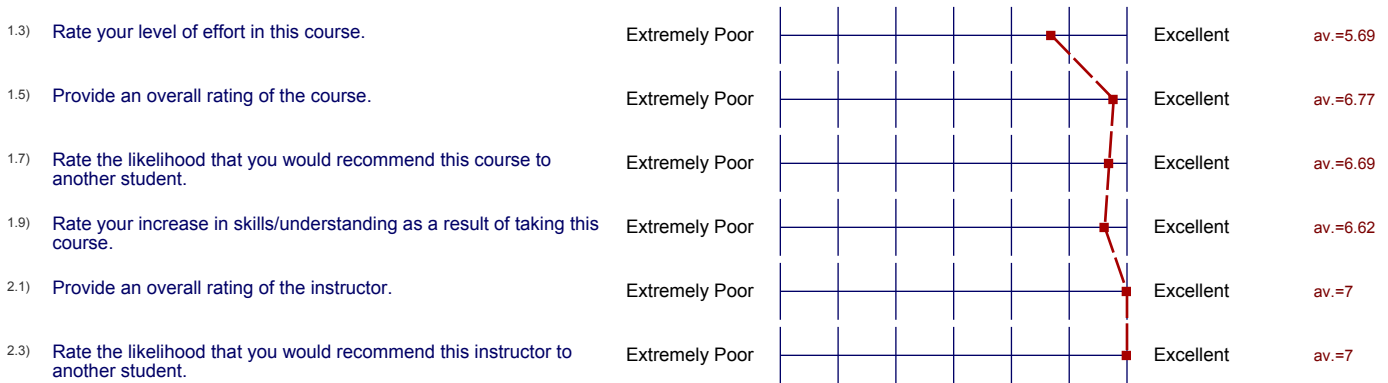 1.3) Rate your level of effort in this course. Extremely Poor Excellent av.=5.69
1.5) Provide an overall rating of the course. Extremely Poor Excellent av.=6.77
1.7) Rate the likelihood that you would recommend this course to
another student. Extremely Poor Excellent av.=6.69
1.9) Rate your increase in skills/understanding as a result of taking this
course. Extremely Poor Excellent av.=6.62
2.1) Provide an overall rating of the instructor. Extremely Poor Excellent av.=7
2.3) Rate the likelihood that you would recommend this instructor to
another student. Extremely Poor Excellent av.=7